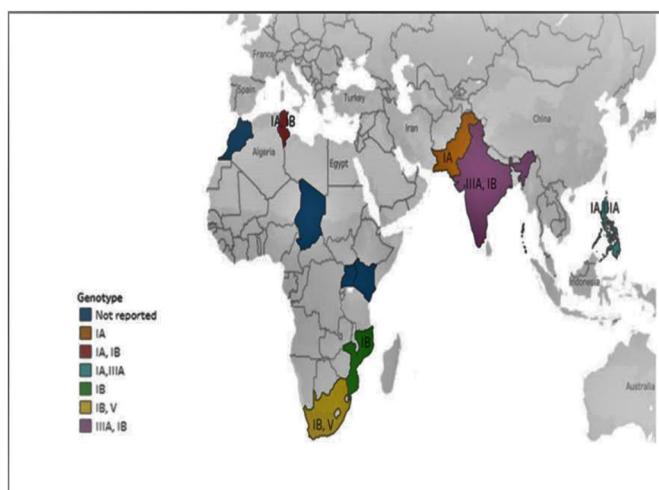 France
Spain
Turkey
China
IA, IB
Iran
Algeria
Egypt
IA
IIIA, IB
IA, IIIA
Indonesia
Genotype
Not reported
IA
IA, IB
IA,IIIA
IB
IB, V
IIIA, IB
IB
Australia
IB, V